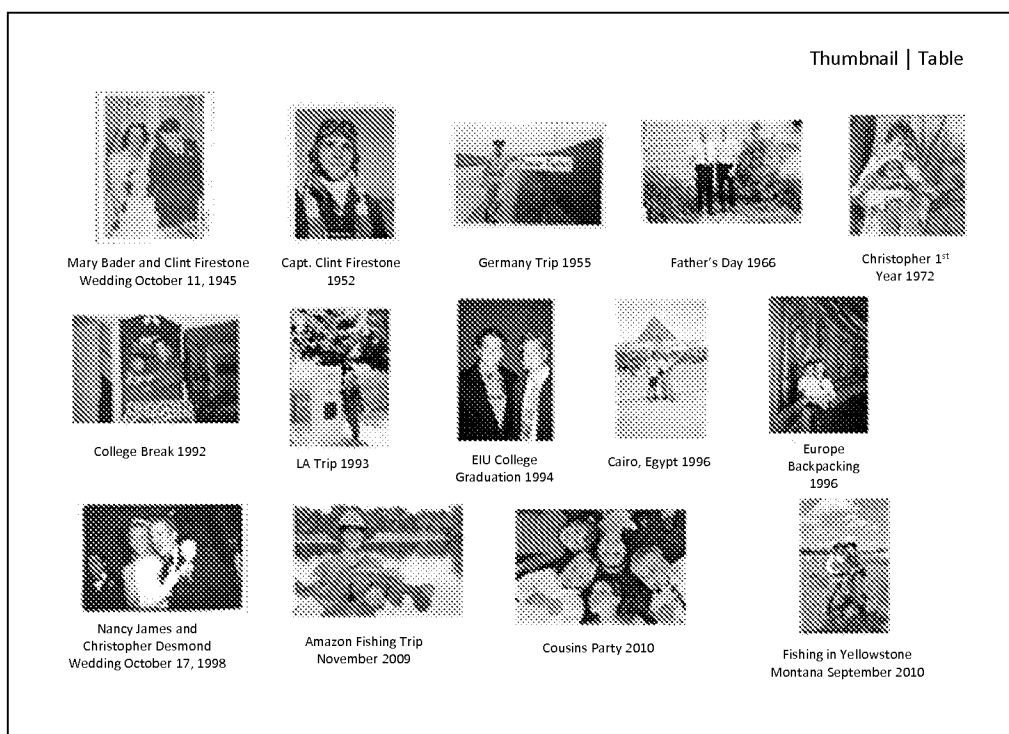 Thumbnail | Table
Mary Bader and Clint Firestone
Wedding October 11, 1945
Capt. Clint Firestone
1952
Germany Trip 1955
Father's Day 1966
Christopher 1st
Year 1972
College Break 1992
LA Trip 1993
EIU College
Graduation 1994
Cairo, Egypt 1996
Europe
Backpacking
1996
Nancy James and
Christopher Desmond
Wedding October 17, 1998
Amazon Fishing Trip
November 2009
Cousins Party 2010
Fishing in Yellowstone
Montana September 2010